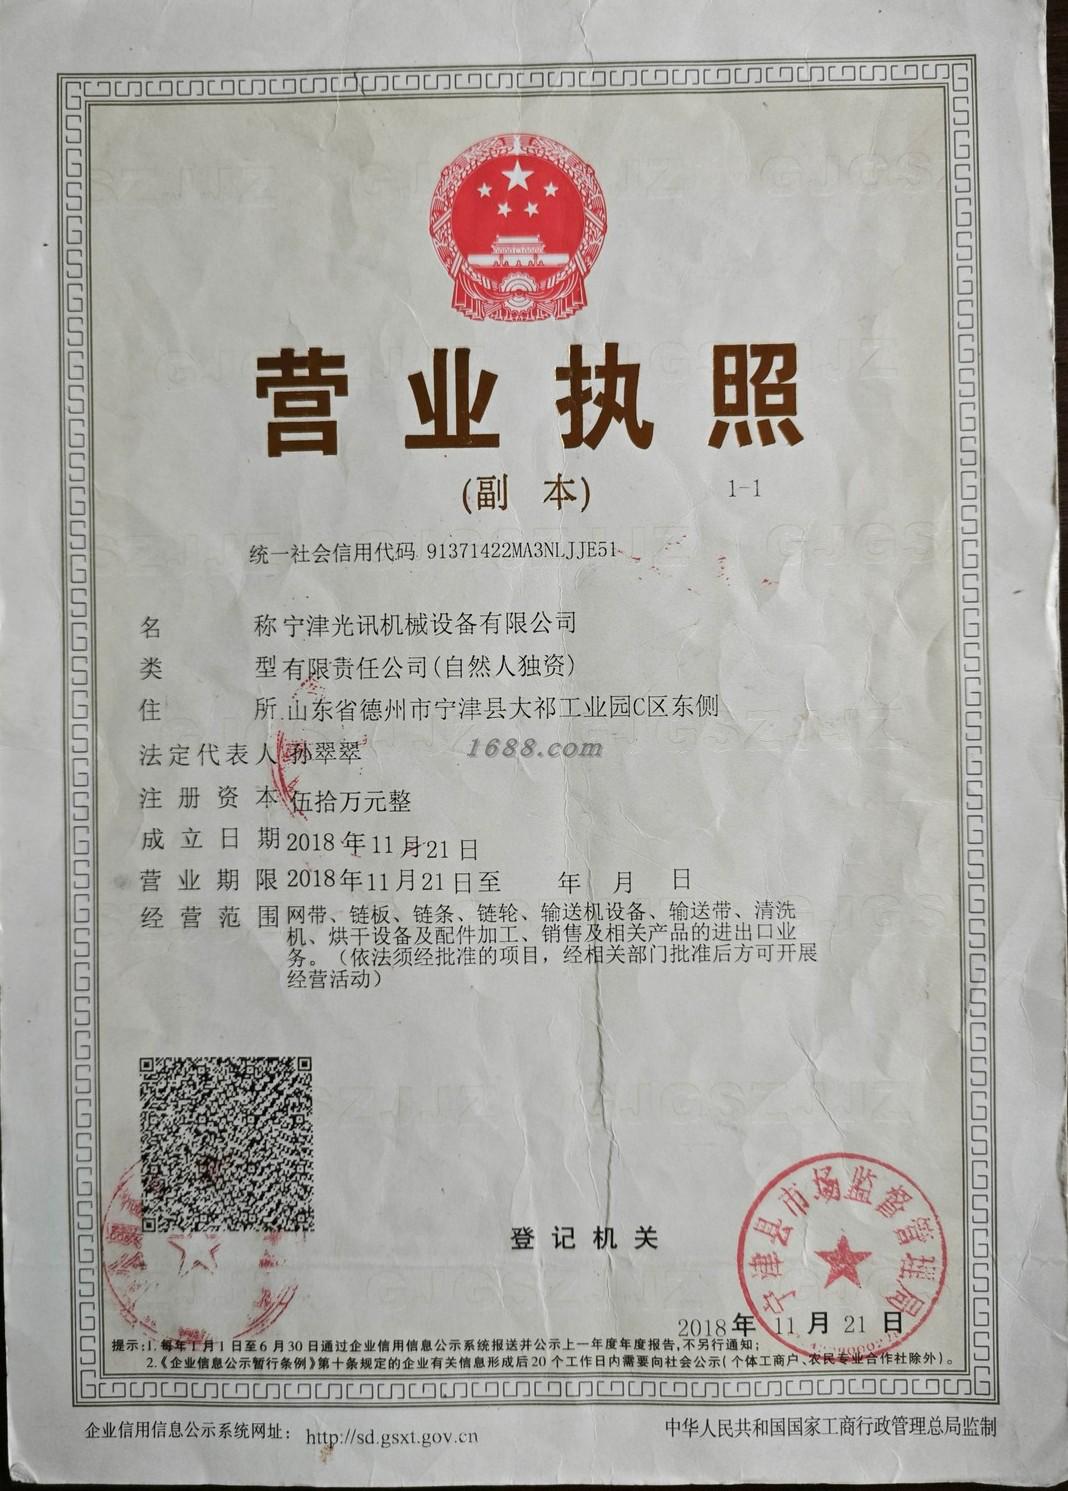 营业执照
(副 本) 1-1
统一社会信用代码 91371422MA3NLJJE51
名 称 宁津光讯机械设备有限公司
类 型 有限责任公司(自然人独资)
住 所 山东省德州市宁津县大祁工业园C区东侧
1688.com
法定代表人 孙翠翠
注册资本 伍拾万元整
成立日期 2018年11月21日
营业期限 2018年11月21日至 年 月 日
经营范围 网带、链板、链条、链轮、输送机设备、输送带、清洗
机、烘干设备及配件加工、销售及相关产品的进出口业
务。（依法须经批准的项目，经相关部门批准后方可开展
经营活动）
登记机关
宁津县市场监督管理局
2018年 11月 21日
提示:1.每年1月1日至6月30日通过企业信用信息公示系统报送并公示上一年度年度报告,不另行通知;
2.《企业信息公示暂行条例》第十条规定的企业有关信息形成后20个工作日内需要向社会公示(个体工商户、农民专业合作社除外)。
企业信用信息公示系统网址： http://sd.gsxt.gov.cn 中华人民共和国国家工商行政管理总局监制